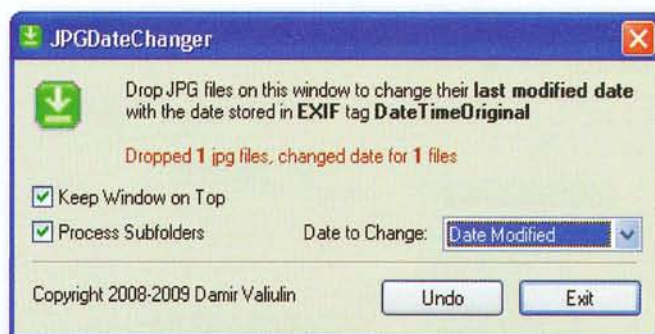 JPGDateChanger
Drop JPG files on this window to change their last modified date
with the date stored in EXIF tag DateTimeOriginal
Dropped 1 jpg files, changed date for 1 files
Keep Window on Top
Process Subfolders
Date to Change: Date Modified
Copyright 2008-2009 Damir Valiulin
Undo
Exit